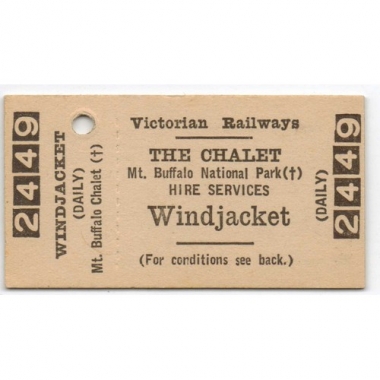 2449
WINDJACKET
(DAILY)
Mt. Buffalo Chalet (†)
Victorian Railways
THE CHALET
Mt. Buffalo National Park(†)
HIRE SERVICES
Windjacket
(For conditions see back.)
(DAILY)
2449